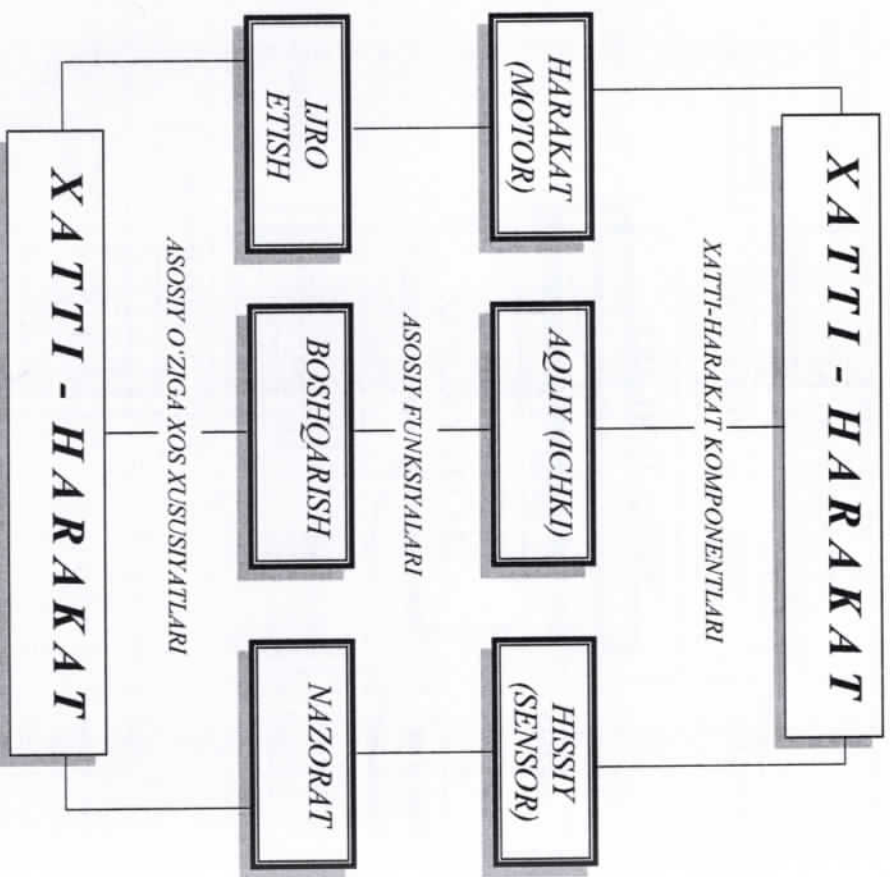 XATTI - HARAKAT
XATTI-HARAKAT KOMPONENTLARI
HARAKAT
(MOTOR)
AQLIY (ICHKI)
HISSIY
(SENSOR)
ASOSIY FUNKSIYALARI
IJRO
ETISH
BOSHQARISH
NAZORAT
ASOSIY O'ZIGA XOS XUSUSIYATLARI
XATTI - HARAKAT